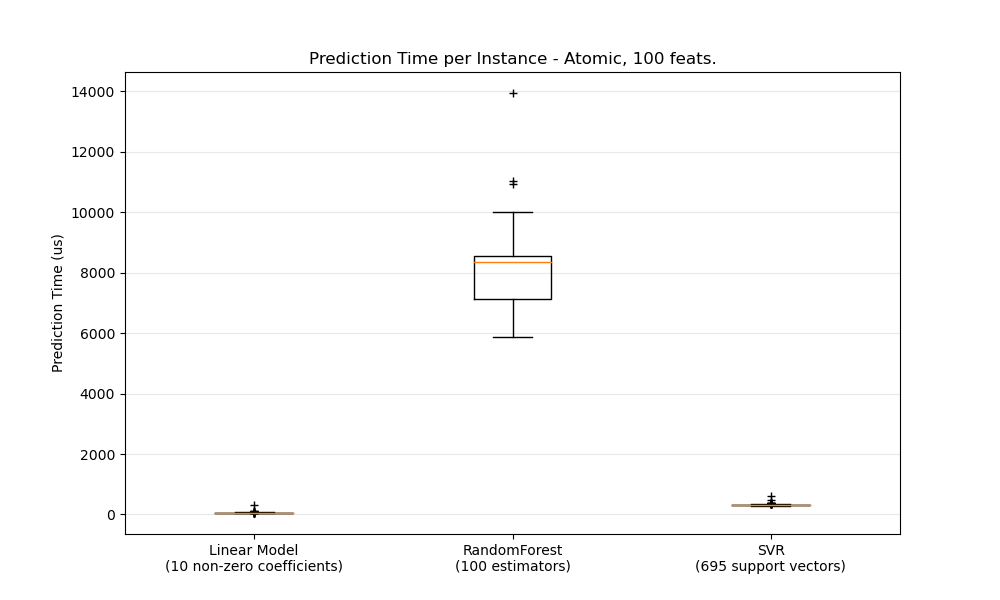 Prediction Time per Instance - Atomic, 100 feats.
Prediction Time (us)
14000
12000
10000
8000
6000
4000
2000
0
Linear Model
(10 non-zero coefficients)
RandomForest
(100 estimators)
SVR
(695 support vectors)